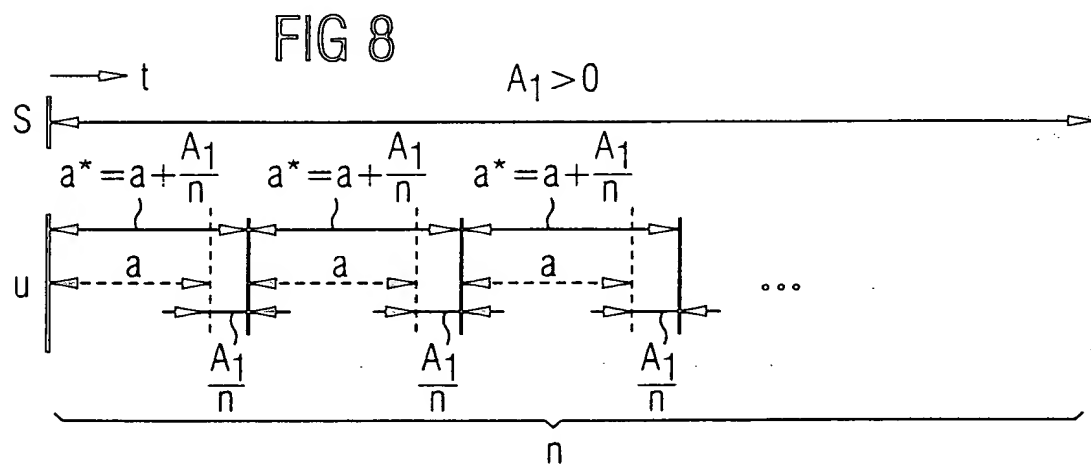 FIG 8
t
A₁>0
S
a*=a+A₁/n a*=a+A₁/n a*=a+A₁/n
a a a
u
...
A₁/n A₁/n A₁/n
n